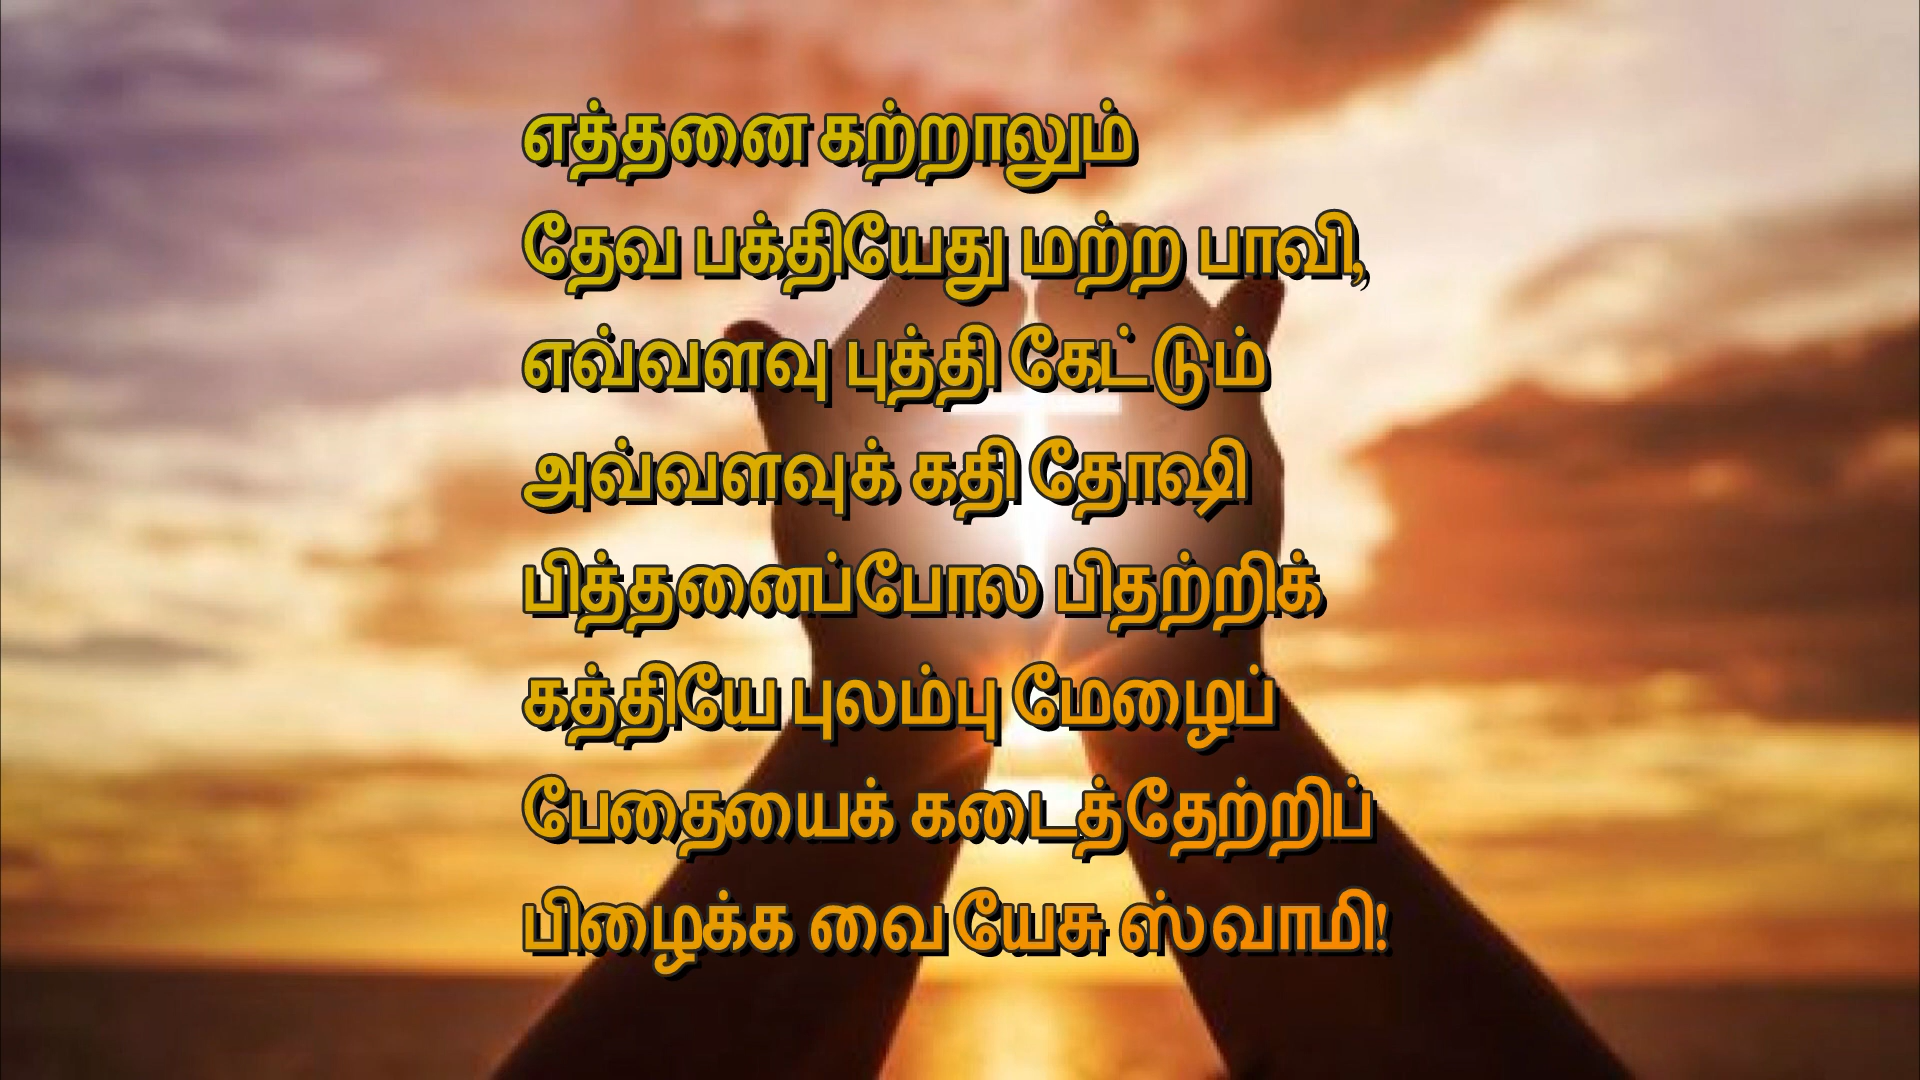 எத்தனை கற்றாலும்
தேவ பக்தியேது மற்ற பாவி,
எவ்வளவு புத்தி கேட்டும்
அவ்வளவுக் கதி தோஷி
பித்தனைப்போல பிதற்றிக்
கத்தியே புலம்பு மேழைப்
பேதையைக் கடைத்தேற்றிப்
பிழைக்க வை யேசு ஸ்வாமி!